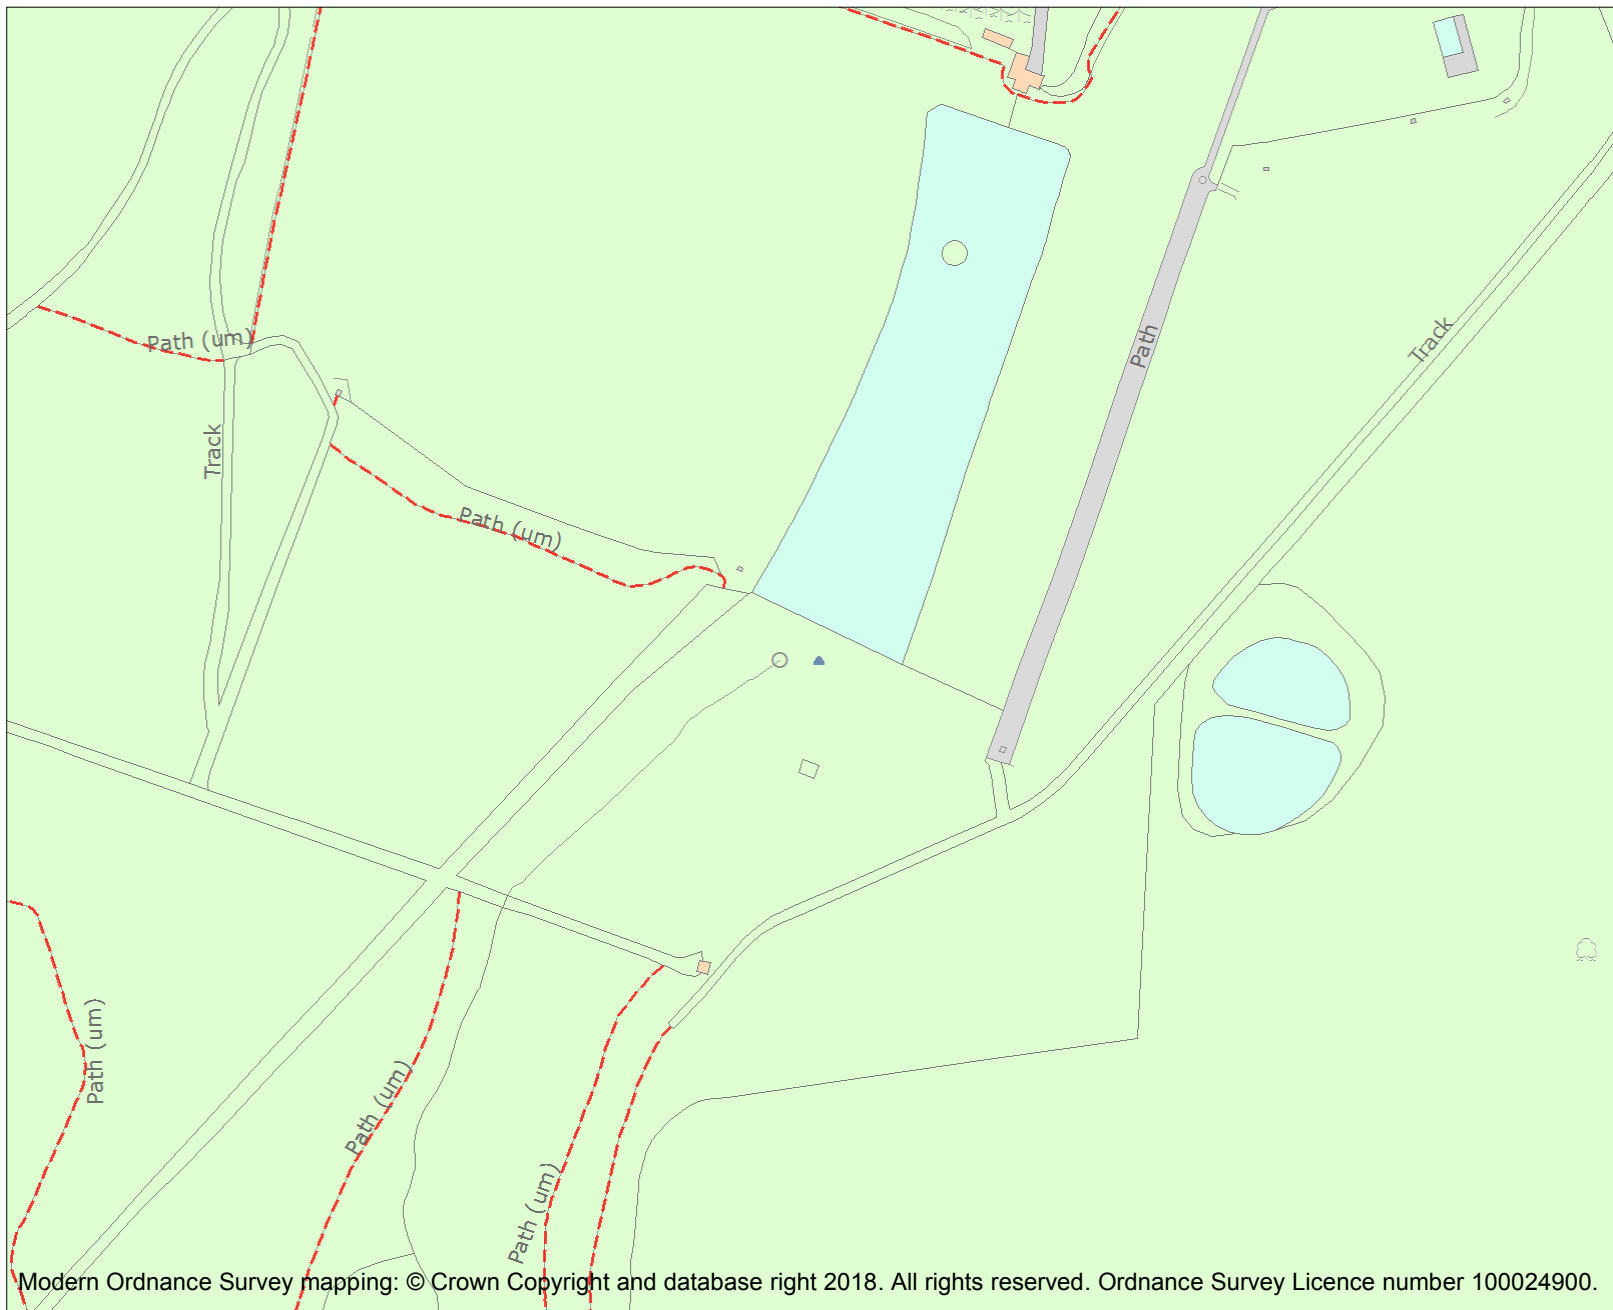 Path (um)
Path
Track
Track
Path (um)
Path (um)
Path (um)
Path (um)
Modern Ordnance Survey mapping: © Crown Copyright and database right 2018. All rights reserved. Ordnance Survey Licence number 100024900.